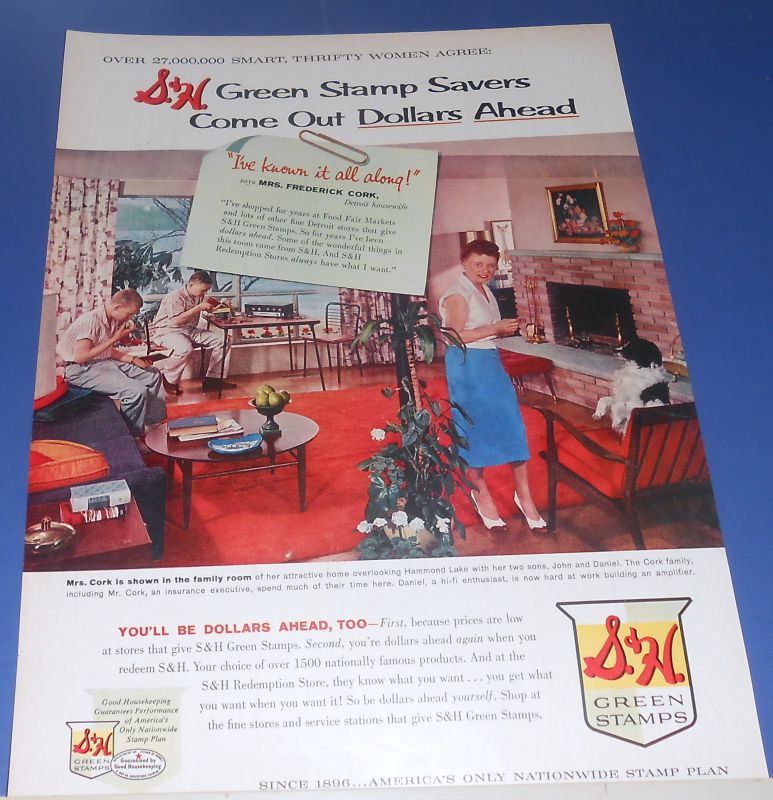 OVER 27,000,000 SMART, THRIFTY WOMEN AGREE:
S&H. Green Stamp Savers
Come Out Dollars Ahead
"I've known it all along!"
says MRS. FREDERICK CORK,
Detroit housewife
"I've shopped for years at Food Fair Markets
and lots of other fine Detroit stores that give
S&H Green Stamps. So for years I've been
dollars ahead. Some of the wonderful things in
this room came from S&H. And S&H
Redemption Stores always have what I want."
Mrs. Cork is shown in the family room of her attractive home overlooking Hammond Lake with her two sons, John and Daniel. The Cork family,
including Mr. Cork, an insurance executive, spend much of their time here. Daniel, a hi-fi enthusiast, is now hard at work building an amplifier.
YOU'LL BE DOLLARS AHEAD, TOO—First, because prices are low
at stores that give S&H Green Stamps. Second, you're dollars ahead again when you
redeem S&H. Your choice of over 1500 nationally famous products. And at the
S&H Redemption Store, they know what you want . . . you get what
you want when you want it! So be dollars ahead yourself. Shop at
the fine stores and service stations that give S&H Green Stamps.
S&H.
GREEN
STAMPS
Good Housekeeping
Guarantees Performance
of America's
Only Nationwide
Stamp Plan
S&H
GREEN
STAMPS
Guaranteed by
Good Housekeeping
SINCE 1896...AMERICA'S ONLY NATIONWIDE STAMP PLAN